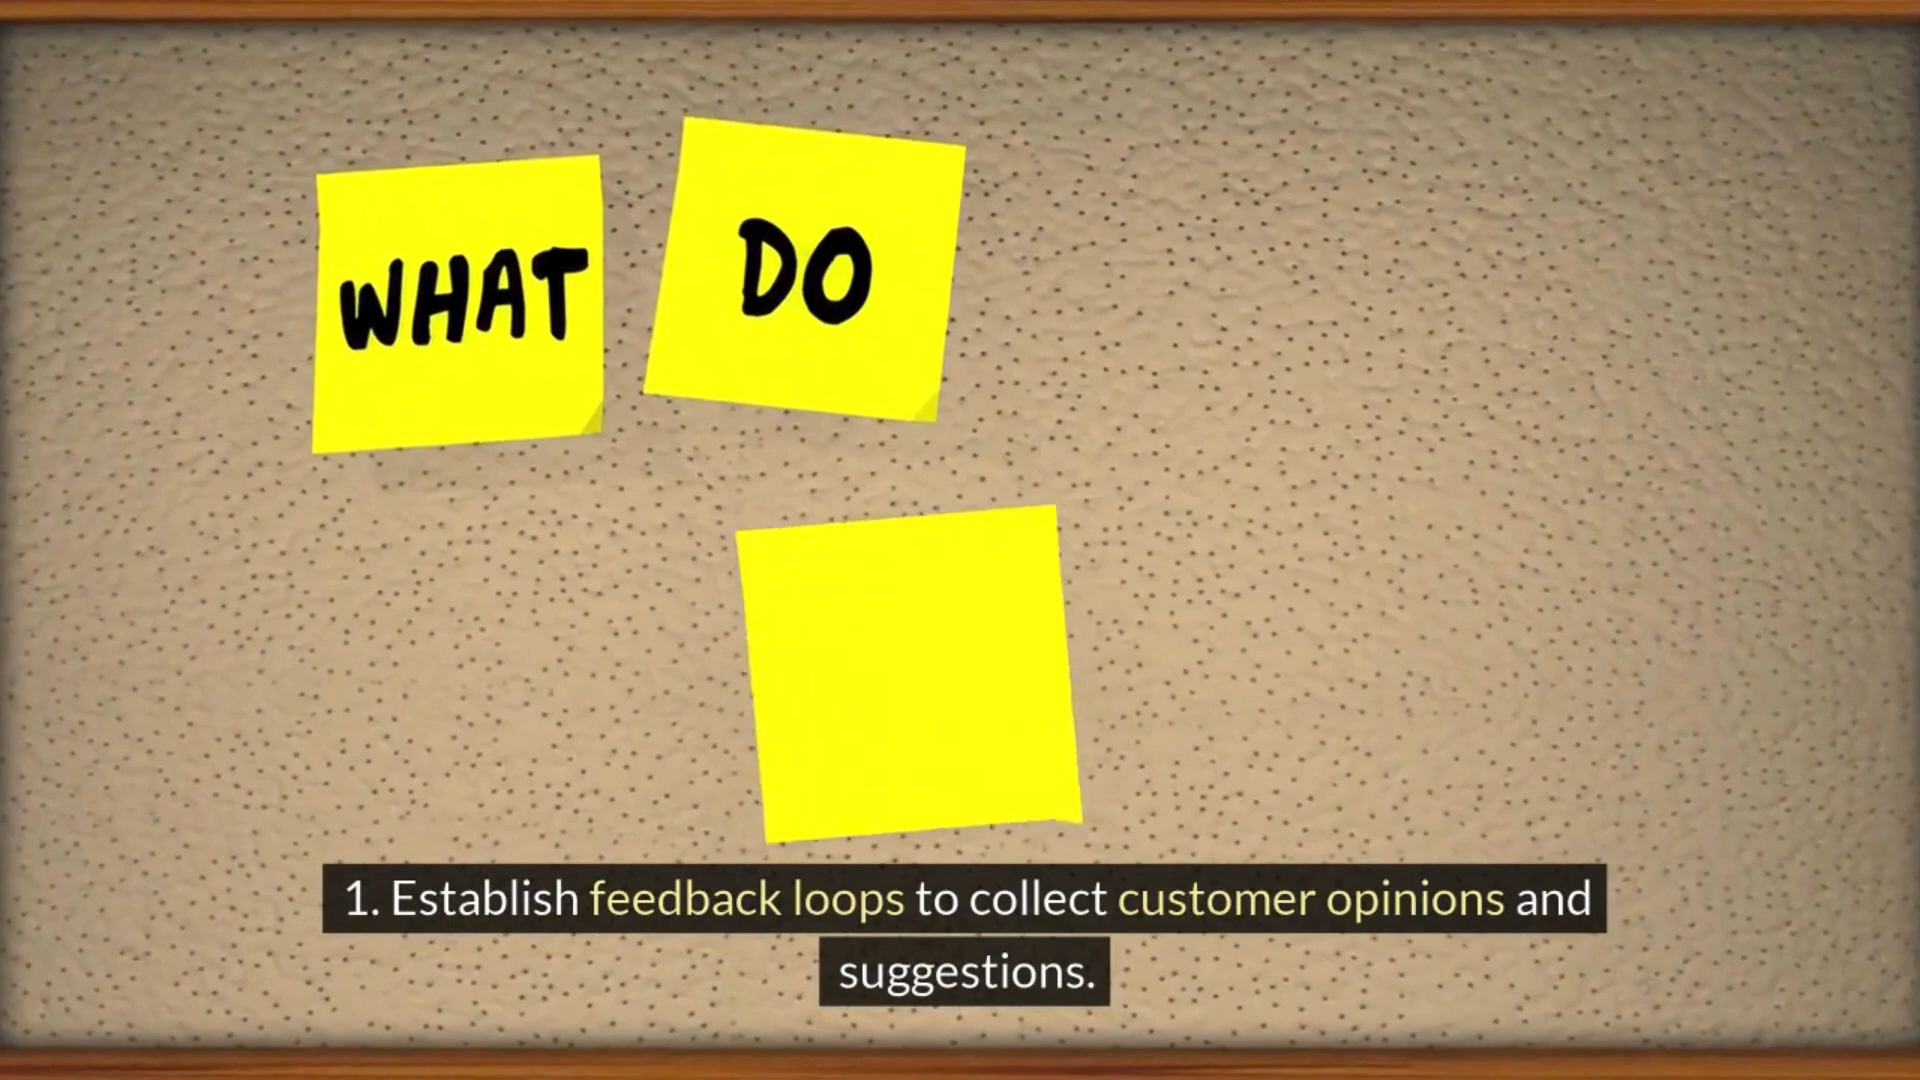 WHAT
DO
1. Establish feedback loops to collect customer opinions and
suggestions.